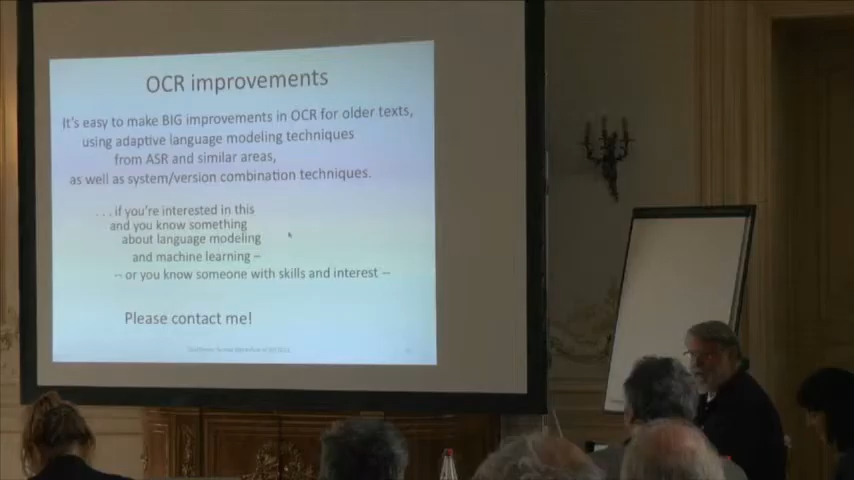 OCR improvements
It's easy to make BIG improvements in OCR for older texts,
using adaptive language modeling techniques
from ASR and similar areas,
as well as system/version combination techniques.
. . . if you're interested in this
and you know something
about language modeling
and machine learning --
-- or you know someone with skills and interest --
Please contact me!